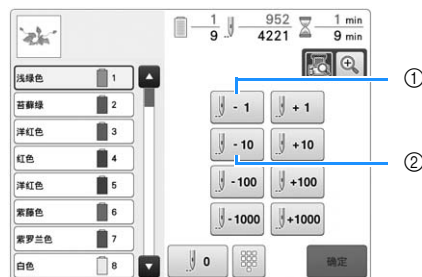 1/9 952/4221 1 min/9 min
浅绿色 1
苔藓绿 2
洋红色 3
红色 4
洋红色 5
紫藤色 6
紫罗兰色 7
白色 8
- 1 + 1
- 10 +10
-100 +100
-1000 +1000
0 确定
①
②